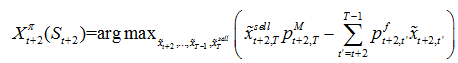 X^π_{t+2}(S_{t+2}) = arg max_{x̃_{t+2},...,x̃_{T-1},x̃_T^{sell}} ( x̃^{sell}_{t+2,T} p^M_{t+2,T} − ∑_{t'=t+2}^{T-1} p^f_{t+2,t'} x̃_{t+2,t'} )